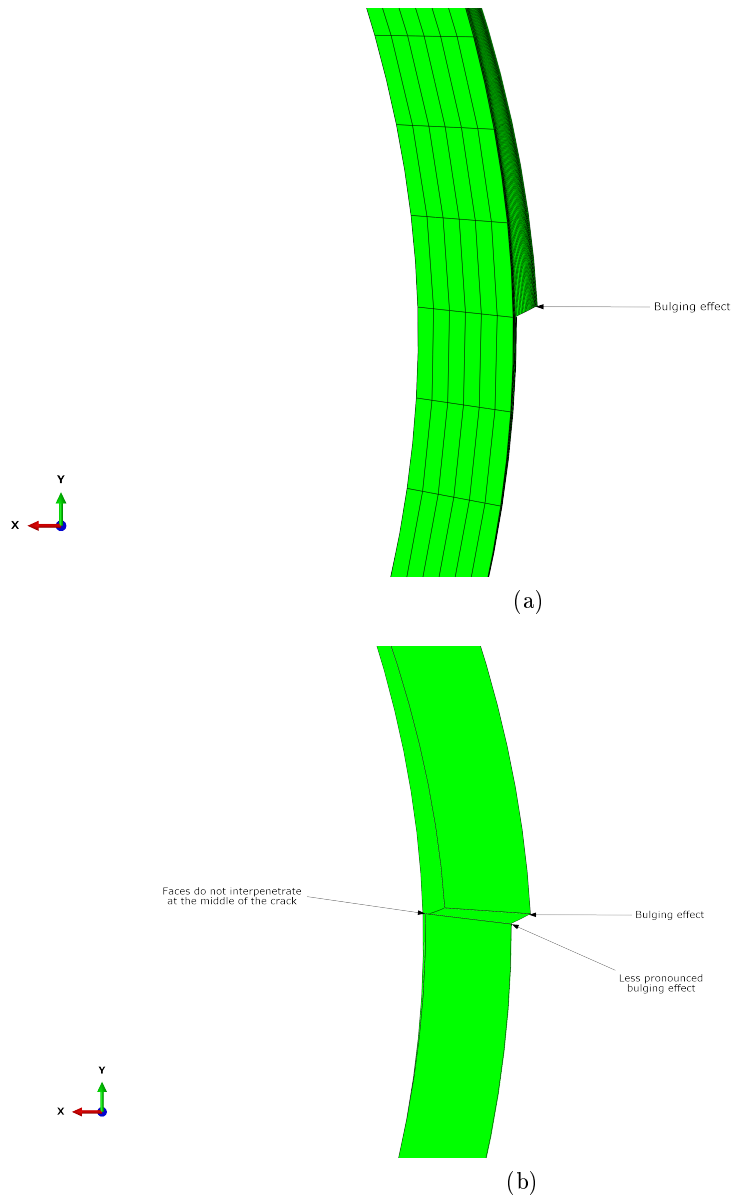 Bulging effect
Y
X
(a)
Faces do not interpenetrate
at the middle of the crack
Bulging effect
Less pronounced
bulging effect
Y
X
(b)